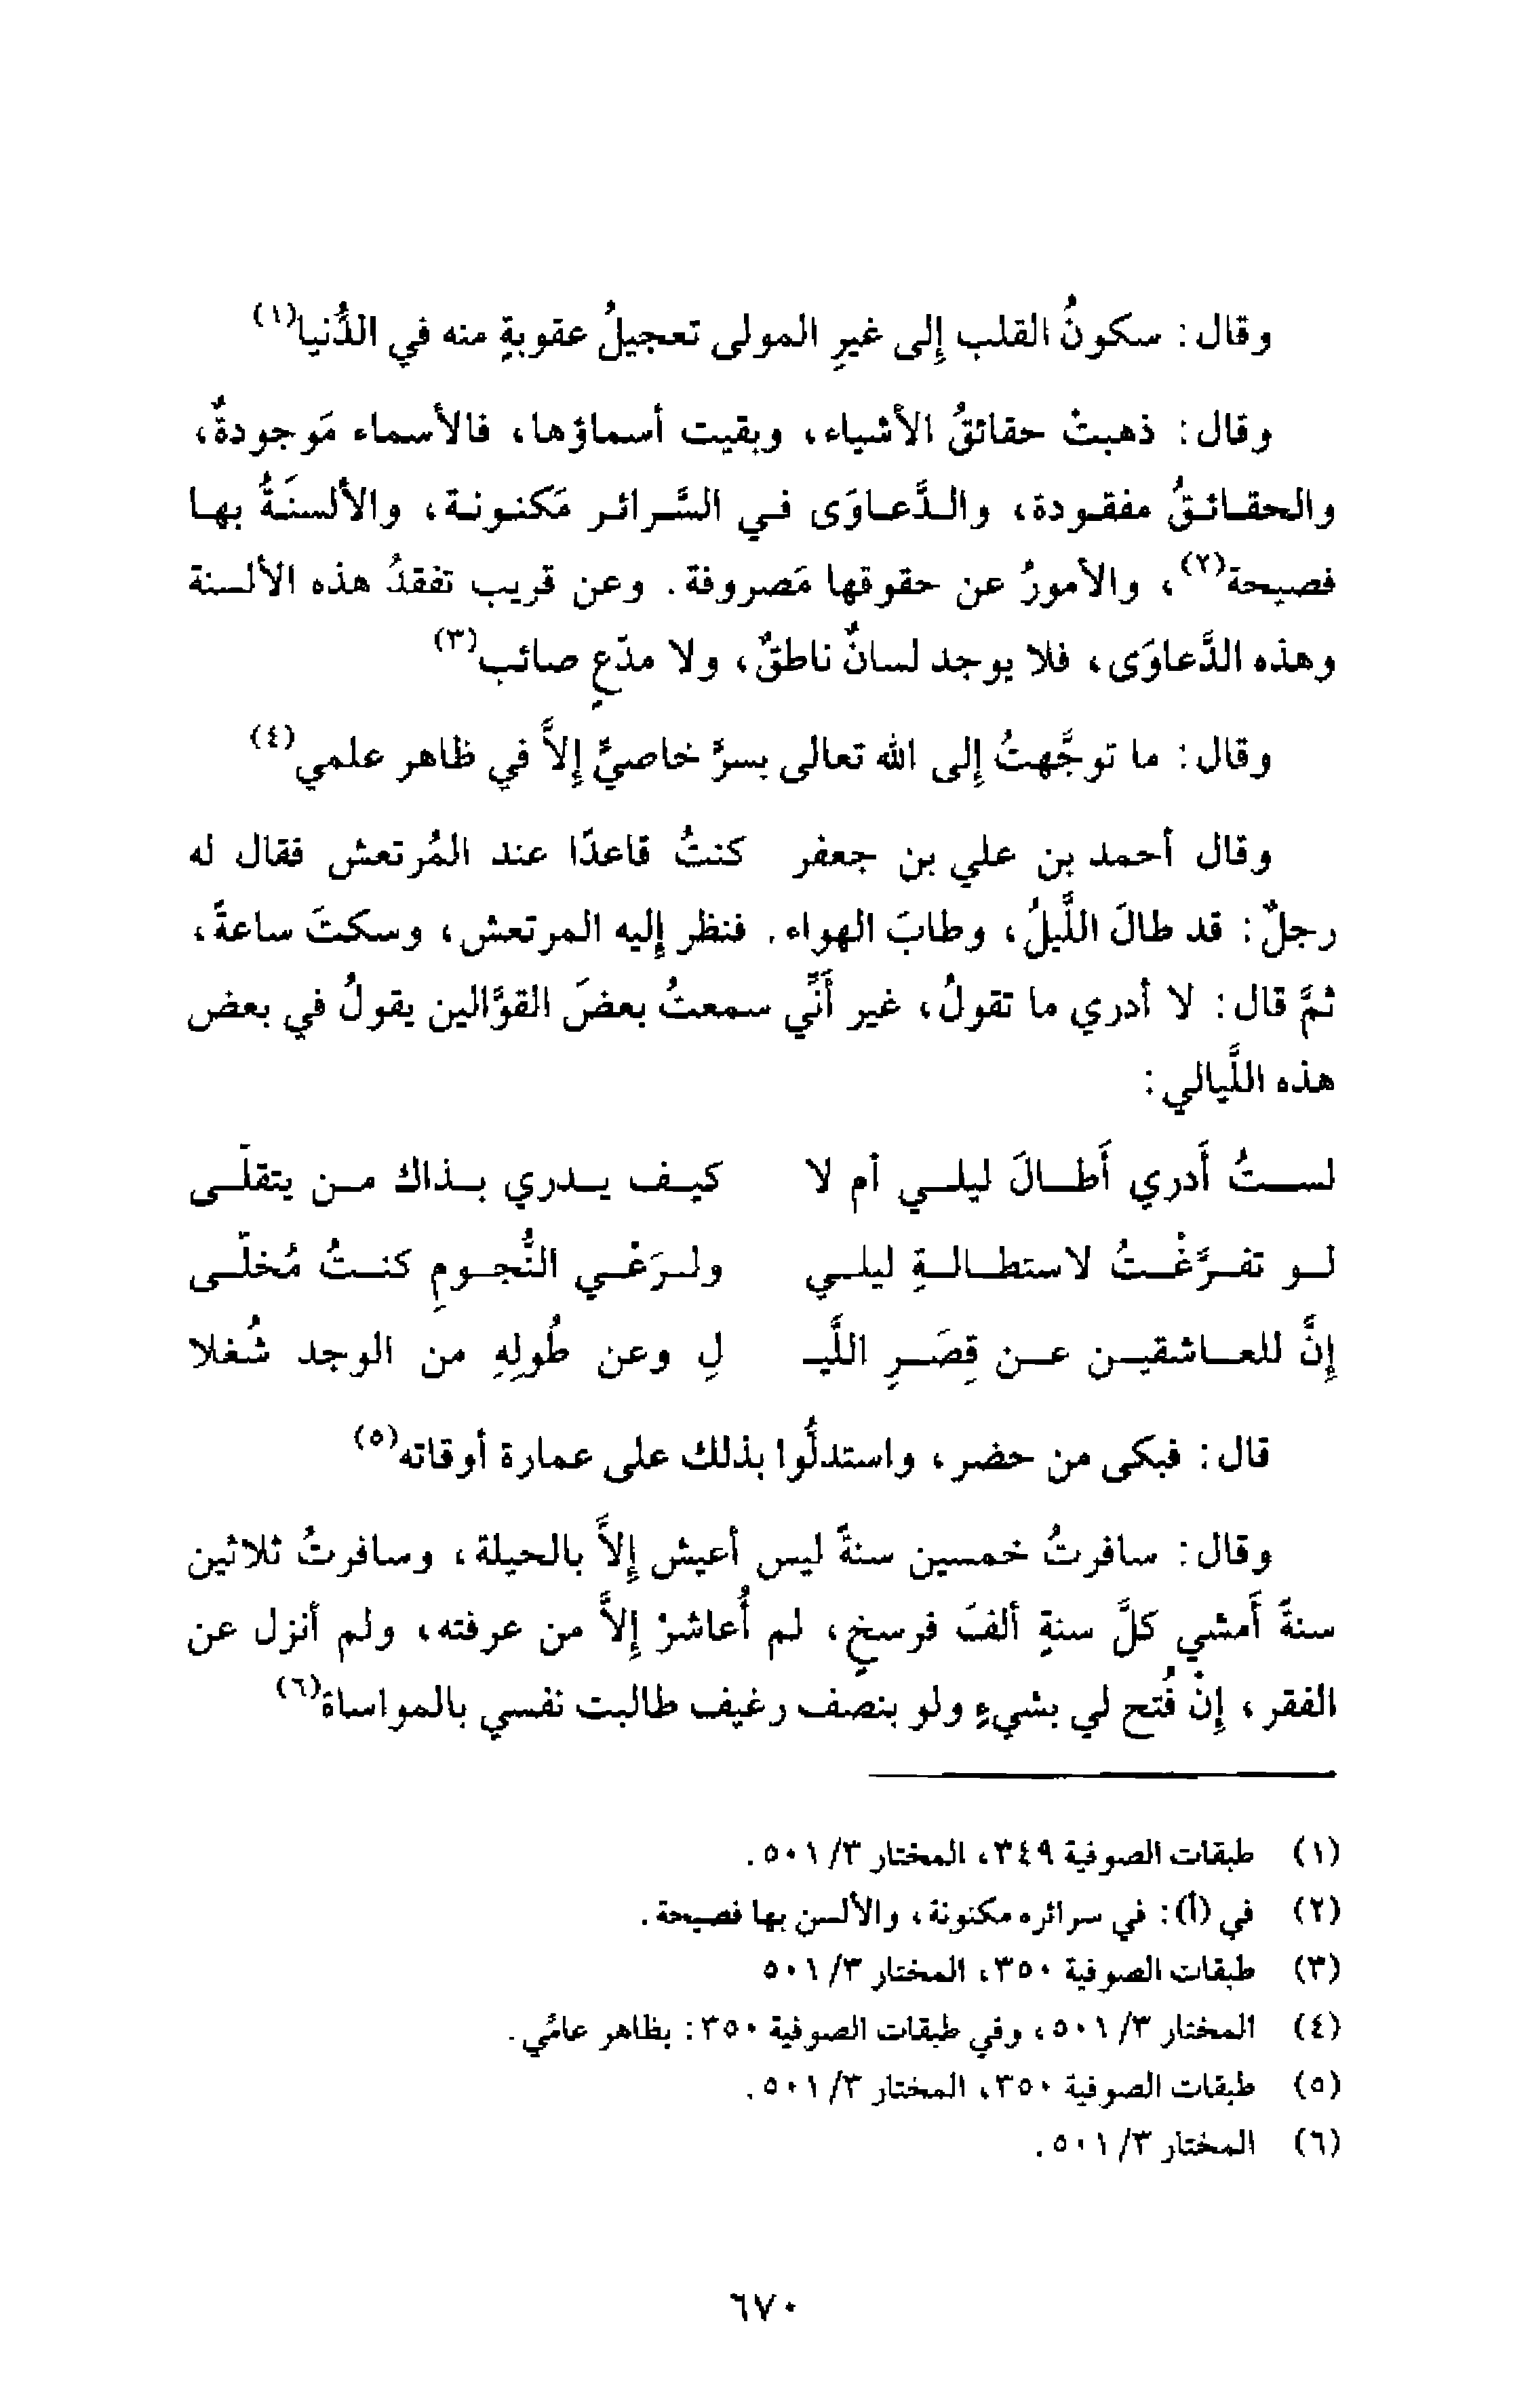 وقال: سكونُ القلب إلى غيرِ المولى تعجيلُ عقوبةٍ منه في الدُّنيا(١)
وقال: ذهبتْ حقائقُ الأشياء، وبقيت أسماؤها، فالأسماء مَوجودةٌ،
والحقائقُ مفقودة، والدَّعاوَى في السَّرائر مَكنونة، والألسنَةُ بها
فصيحة(٢)، والأمورُ عن حقوقها مَصروفة. وعن قريب تفقدُ هذه الألسنة
وهذه الدَّعاوَى، فلا يوجد لسانٌ ناطقٌ، ولا مدّعٍ صائب(٣)
وقال: ما توجَّهتُ إلى الله تعالى بسرٍّ خاصيٍّ إلاَّ في ظاهر علمي(٤)
وقال أحمد بن علي بن جعفر كنتُ قاعدًا عند المُرتعش فقال له
رجلٌ: قد طالَ اللَّيلُ، وطابَ الهواء. فنظر إليه المرتعش، وسكتَ ساعةً،
ثمَّ قال: لا أدري ما تقولُ، غير أنِّي سمعتُ بعضَ القوَّالين يقولُ في بعض
هذه اللَّيالي:
لستُ أدري أَطالَ ليلي أم لا كيف يدري بذاك من يتقلّى
لو تفرَّغْتُ لاستطالةِ ليلي ولرَعْي النُّجومِ كنتُ مُخلّى
إنَّ للعاشقين عن قِصَرِ اللَّيـ لِ وعن طُولِهِ من الوجد شُغلا
قال: فبكى من حضر، واستدلُّوا بذلك على عمارة أوقاته(٥)
وقال: سافرتُ خمسين سنةً ليس أعيش إلاَّ بالحيلة، وسافرتُ ثلاثين
سنةً أَمشي كلَّ سنةٍ ألفَ فرسخٍ، لم أُعاشرْ إلاَّ من عرفته، ولم أنزل عن
الفقر، إنْ فُتح لي بشيءٍ ولو بنصف رغيف طالبت نفسي بالمواساة(٦)
(١) طبقات الصوفية ٣٤٩، المختار ٣/ ٥٠١.
(٢) في (أ): في سرائره مكنونة، والألسن بها فصيحة.
(٣) طبقات الصوفية ٣٥٠، المختار ٣/ ٥٠١
(٤) المختار ٣/ ٥٠١، وفي طبقات الصوفية ٣٥٠: بظاهر عامّي.
(٥) طبقات الصوفية ٣٥٠، المختار ٣/ ٥٠١.
(٦) المختار ٣/ ٥٠١.
٦٧٠